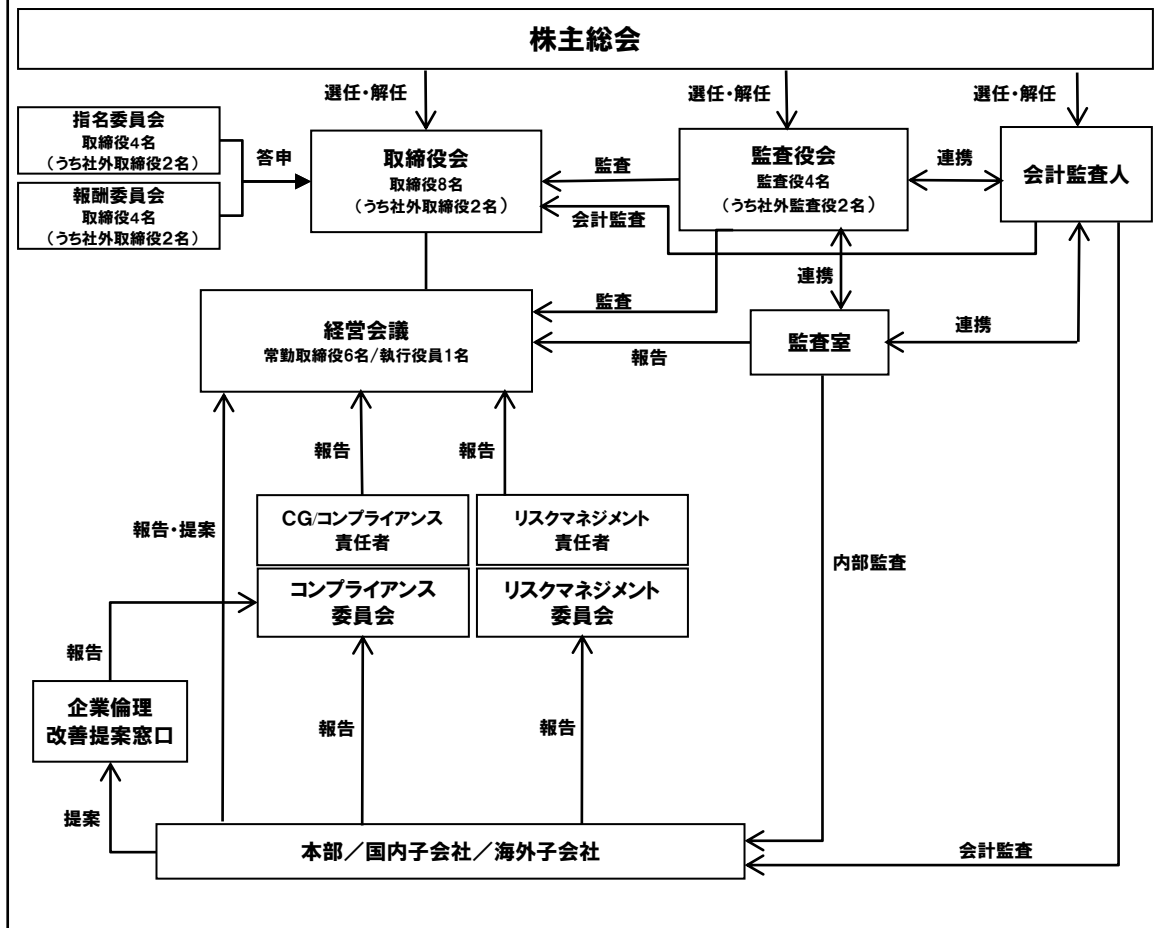 株主総会
選任・解任
選任・解任
選任・解任
指名委員会
取締役4名
（うち社外取締役2名）
報酬委員会
取締役4名
（うち社外取締役2名）
答申
取締役会
取締役8名
（うち社外取締役2名）
監査
会計監査
監査役会
監査役4名
（うち社外監査役2名）
連携
会計監査人
連携
経営会議
常勤取締役6名/執行役員1名
監査
報告
監査室
連携
報告
報告
報告・提案
CG/コンプライアンス
責任者
リスクマネジメント
責任者
内部監査
コンプライアンス
委員会
リスクマネジメント
委員会
報告
企業倫理
改善提案窓口
報告
報告
提案
本部／国内子会社／海外子会社
会計監査